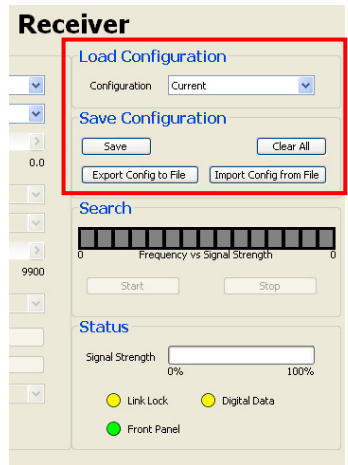 Receiver
Load Configuration
Configuration Current
Save Configuration
Save Clear All
0.0
Export Config to File Import Config from File
Search
0 Frequency vs Signal Strength 0
9900
Start Stop
Status
Signal Strength
0% 100%
Link Lock Digital Data
Front Panel